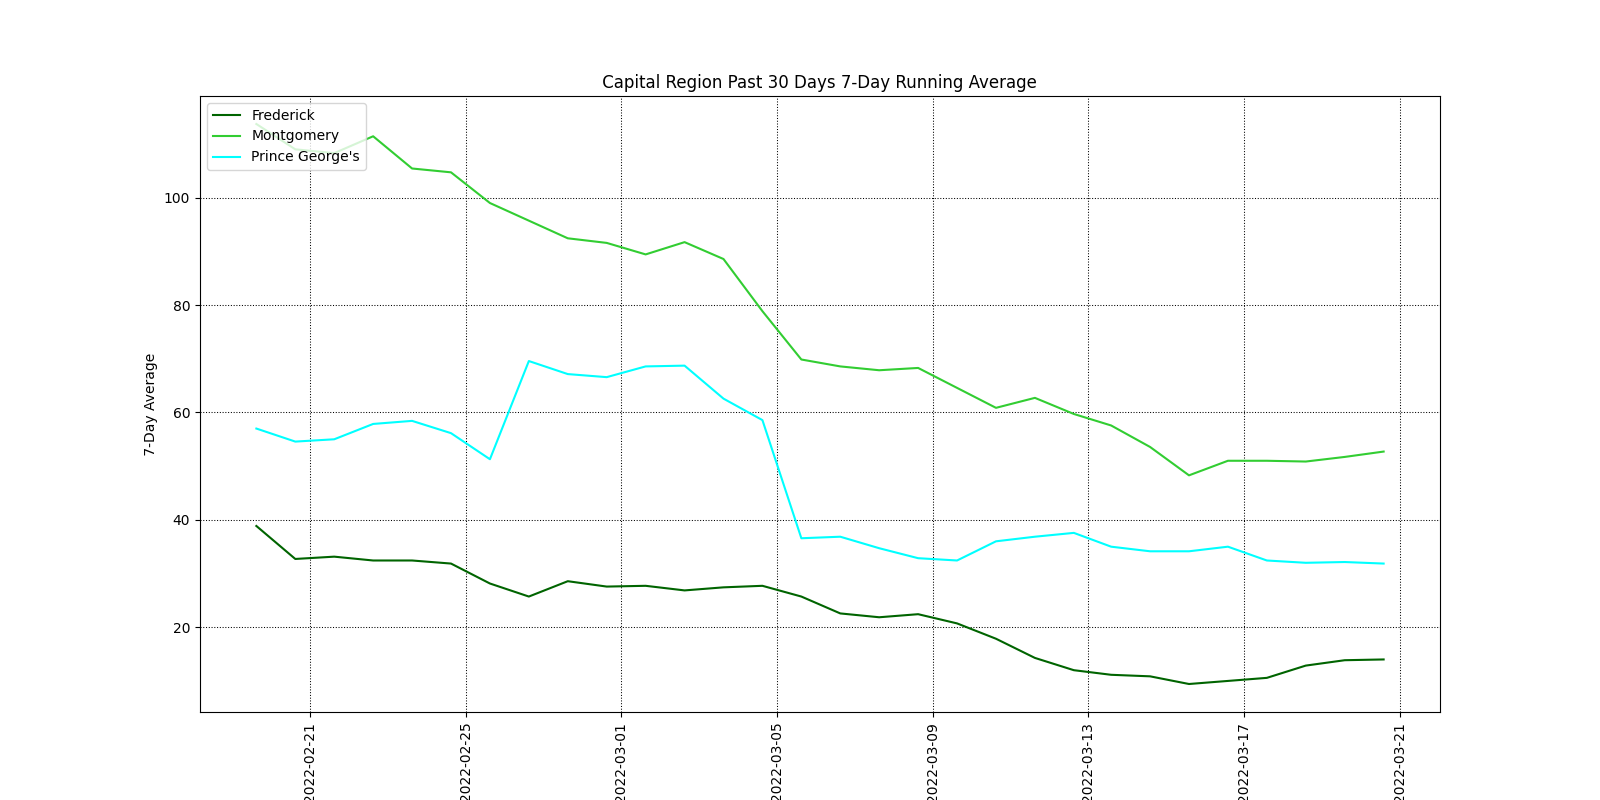 Capital Region Past 30 Days 7-Day Running Average
Frederick
Montgomery
Prince George's
7-Day Average
100
80
60
40
20
2022-02-21
2022-02-25
2022-03-01
2022-03-05
2022-03-09
2022-03-13
2022-03-17
2022-03-21